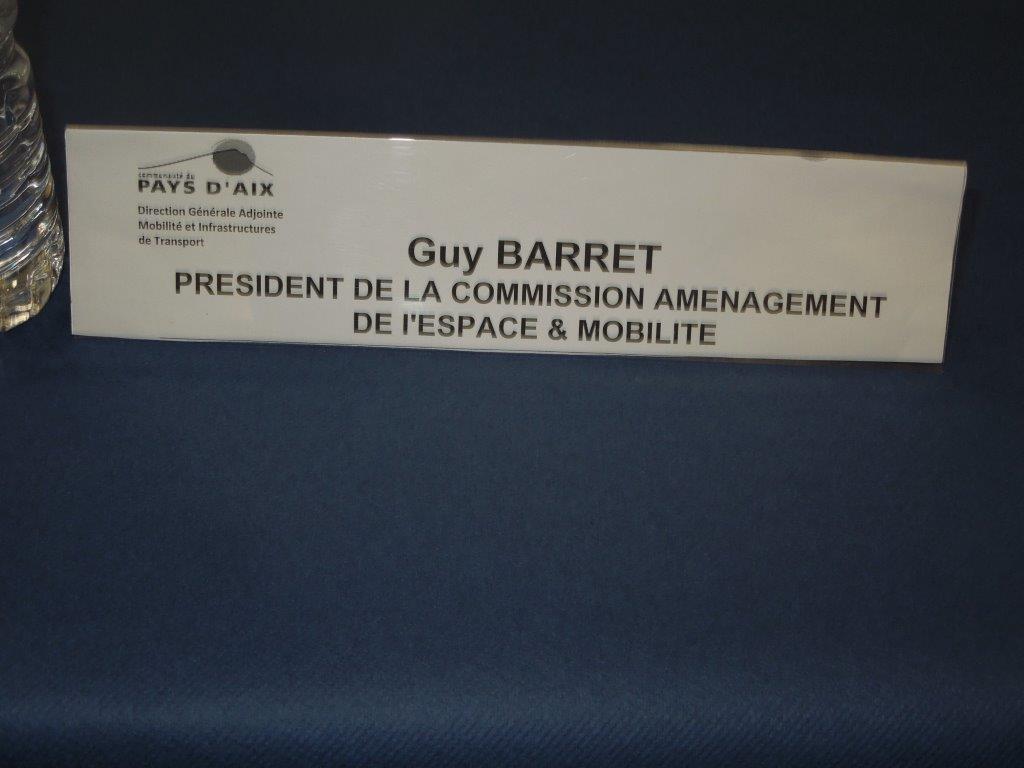 communauté du
PAYS D'AIX
Direction Générale Adjointe
Mobilité et Infrastructures
de Transport
Guy BARRET
PRESIDENT DE LA COMMISSION AMENAGEMENT
DE l'ESPACE & MOBILITE